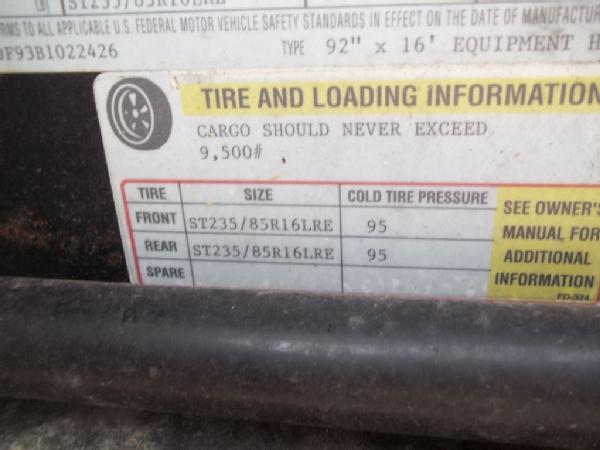 ST235/85R16LRE
RMS TO ALL APPLICABLE U.S. FEDERAL MOTOR VEHICLE SAFETY STANDARDS IN EFFECT ON THE DATE OF MANUFACTUR
F93B1022426 TYPE 92" x 16' EQUIPMENT H
TIRE AND LOADING INFORMATION
CARGO SHOULD NEVER EXCEED
9,500#
TIRE SIZE COLD TIRE PRESSURE
FRONT ST235/85R16LRE 95
REAR ST235/85R16LRE 95
SPARE
SEE OWNER'S
MANUAL FOR
ADDITIONAL
INFORMATION